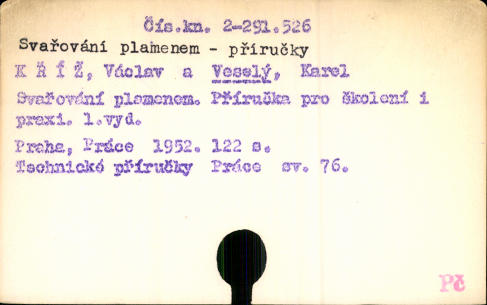 Čís.kn. 2-291.526
Svařování plamenem - příručky
K Ř Í Ž, Václav a Veselý, Karel
Svařování plamenem. Příručka pro školení i
praxi. 1.vyd.
Praha, Práce 1952. 122 s.
Technické příručky Práce sv. 76.
Pč